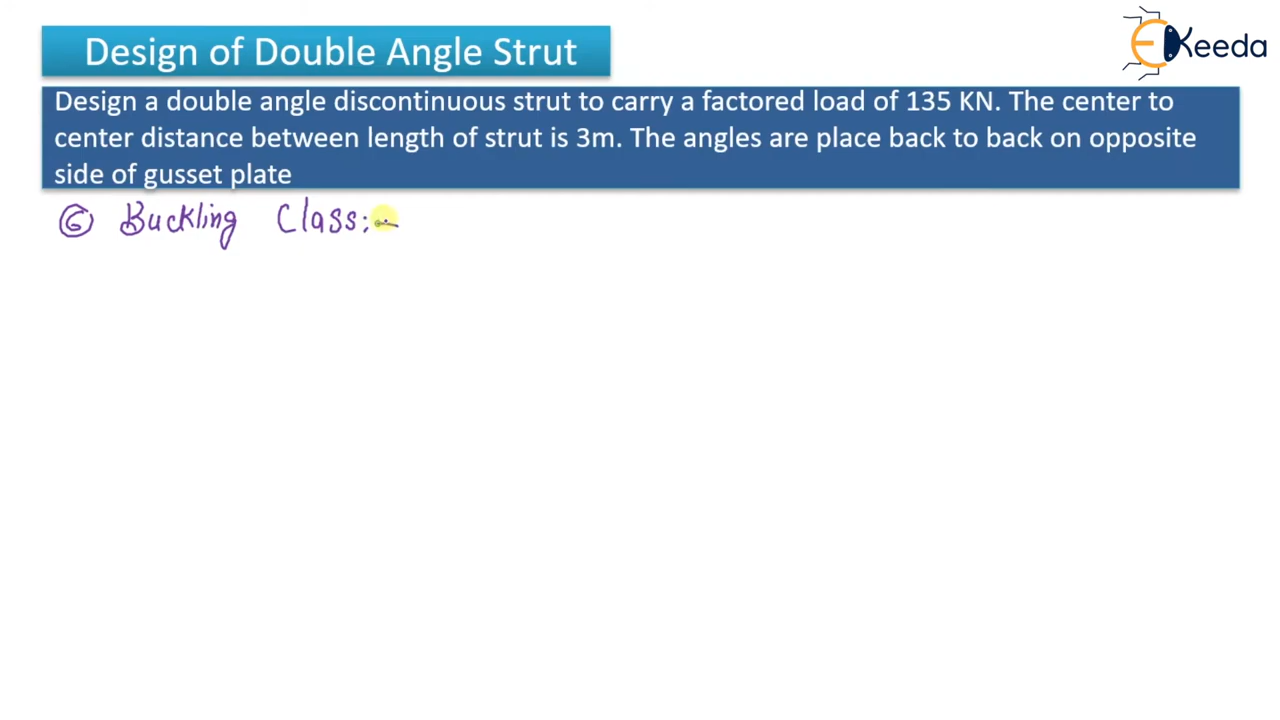 Design of Double Angle Strut
EKeeda
Design a double angle discontinuous strut to carry a factored load of 135 KN. The center to
center distance between length of strut is 3m. The angles are place back to back on opposite
side of gusset plate
⑥ Buckling Class:-